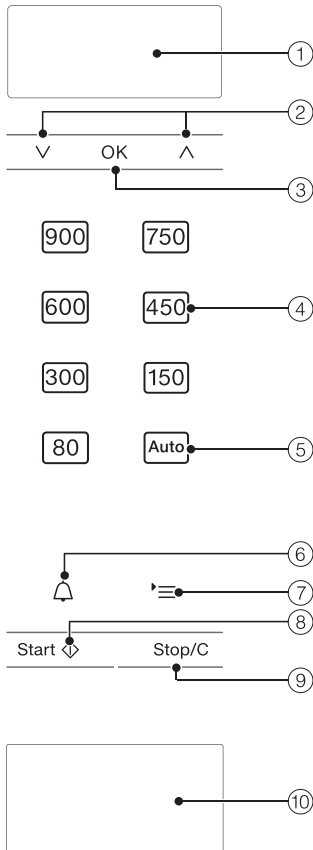 ①
②
OK
③
900 750
600 450 ④
300 150
80 Auto ⑤
⑥
⑦
⑧
Start Stop/C
⑨
⑩